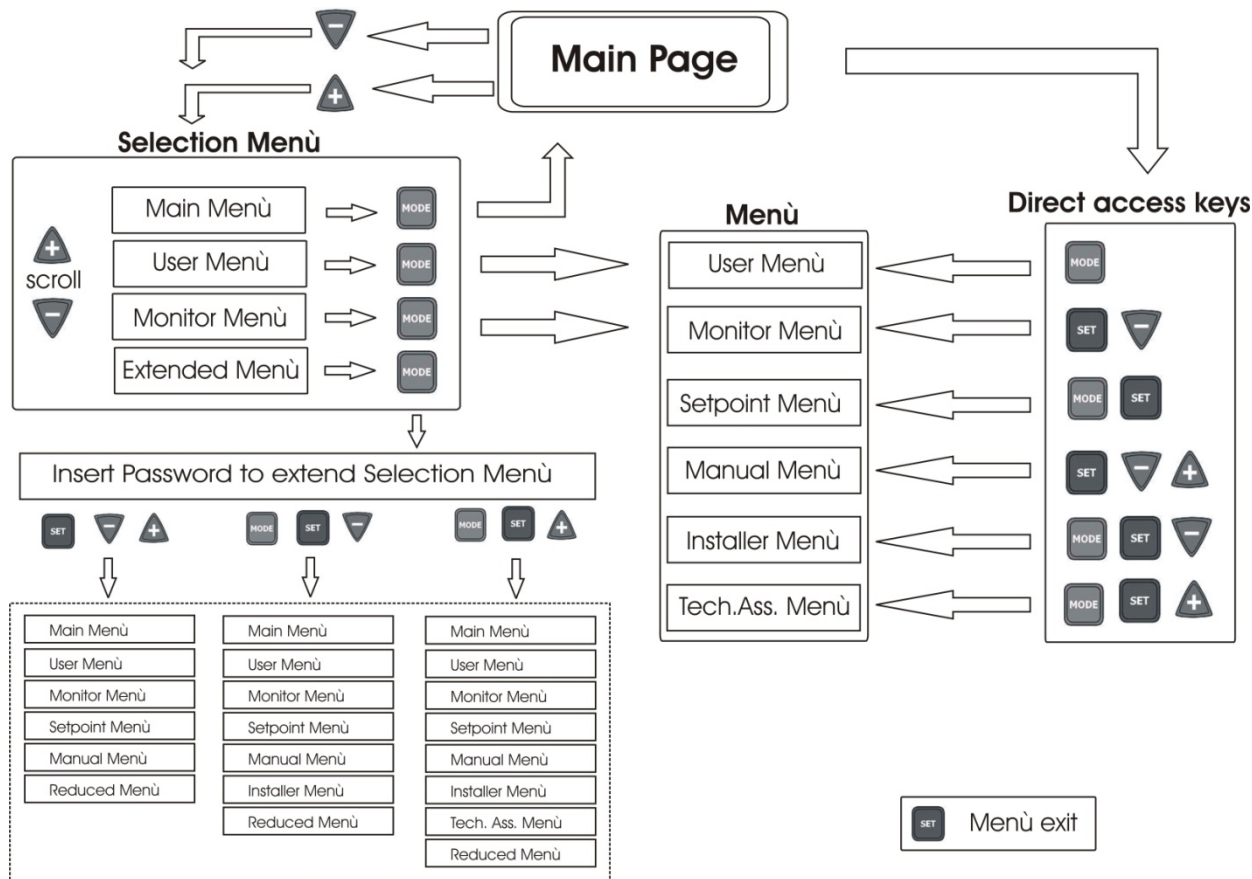 Main Page
−
+
Selection Menù
+
scroll
−
Main Menù MODE
User Menù MODE
Monitor Menù MODE
Extended Menù MODE
Insert Password to extend Selection Menù
SET − +
MODE SET −
MODE SET +
Main Menù
User Menù
Monitor Menù
Setpoint Menù
Manual Menù
Reduced Menù
Main Menù
User Menù
Monitor Menù
Setpoint Menù
Manual Menù
Installer Menù
Reduced Menù
Main Menù
User Menù
Monitor Menù
Setpoint Menù
Manual Menù
Installer Menù
Tech. Ass. Menù
Reduced Menù
Menù
User Menù
Monitor Menù
Setpoint Menù
Manual Menù
Installer Menù
Tech.Ass. Menù
Direct access keys
MODE
SET −
MODE SET
SET − +
MODE SET −
MODE SET +
SET Menù exit